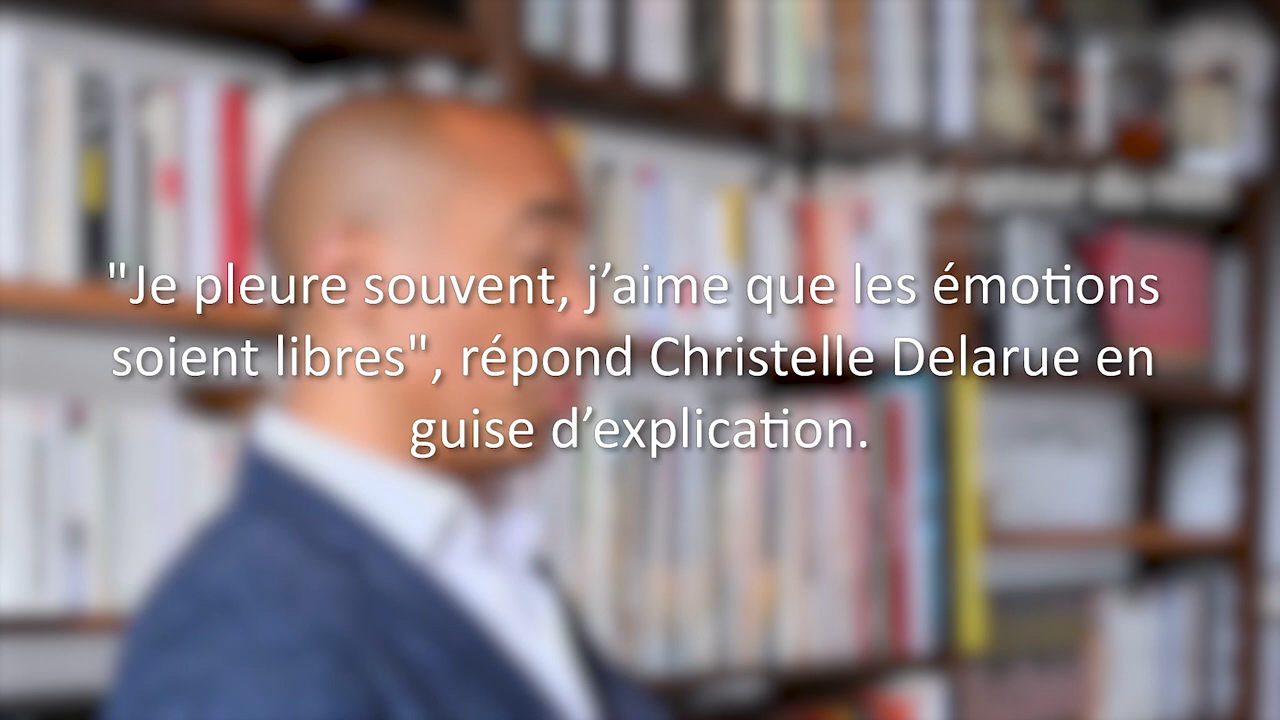 "Je pleure souvent, j’aime que les émotions
soient libres", répond Christelle Delarue en
guise d’explication.